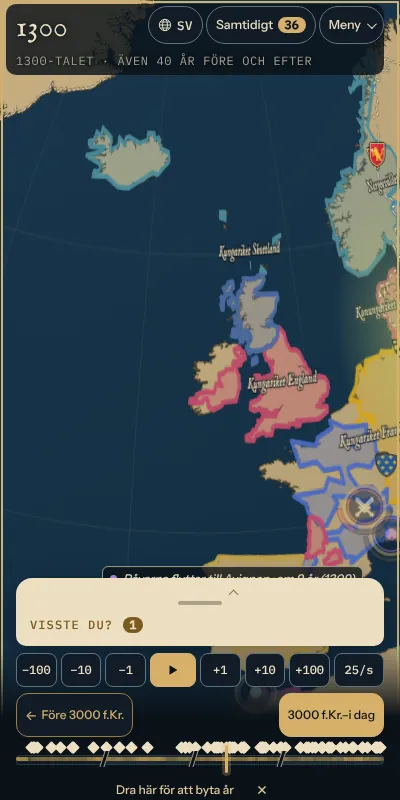 1300
SV
Samtidigt 36
Meny
1300-TALET · ÄVEN 40 ÅR FÖRE OCH EFTER
Kungariket Skottland
Kungariket England
VISSTE DU? 1
−100 −10 −1 +1 +10 +100 25/s
← Före 3000 f.Kr.
3000 f.Kr.–i dag
Dra här för att byta år ×